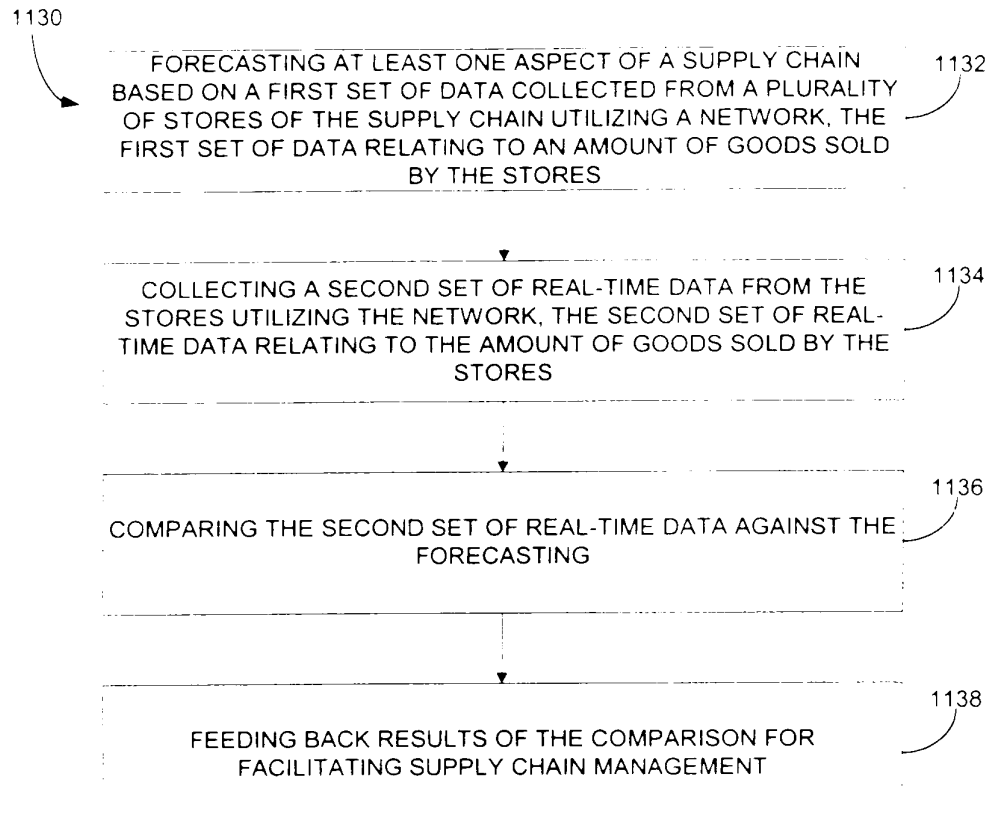 1130
FORECASTING AT LEAST ONE ASPECT OF A SUPPLY CHAIN
BASED ON A FIRST SET OF DATA COLLECTED FROM A PLURALITY
OF STORES OF THE SUPPLY CHAIN UTILIZING A NETWORK, THE
FIRST SET OF DATA RELATING TO AN AMOUNT OF GOODS SOLD
BY THE STORES
1132
COLLECTING A SECOND SET OF REAL-TIME DATA FROM THE
STORES UTILIZING THE NETWORK, THE SECOND SET OF REAL-
TIME DATA RELATING TO THE AMOUNT OF GOODS SOLD BY THE
STORES
1134
COMPARING THE SECOND SET OF REAL-TIME DATA AGAINST THE
FORECASTING
1136
FEEDING BACK RESULTS OF THE COMPARISON FOR
FACILITATING SUPPLY CHAIN MANAGEMENT
1138